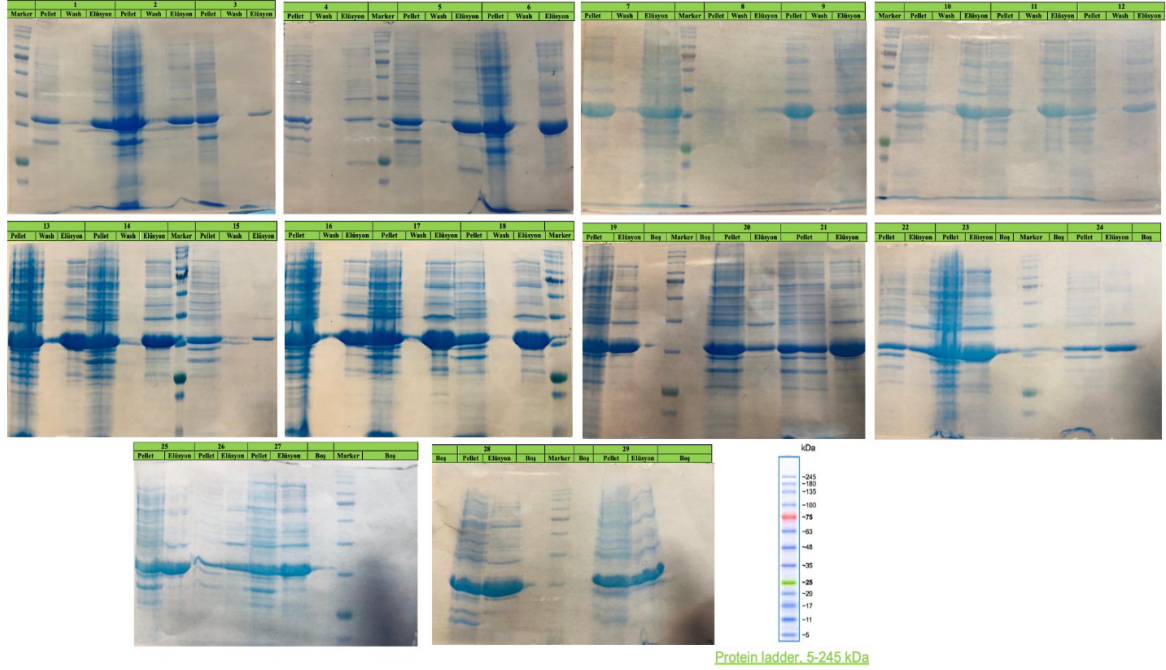 1 2 3
Pellet Wash Elüsyon Pellet Wash Elüsyon Pellet Wash Elüsyon
Marker
4 5 6
Pellet Wash Elüsyon Marker Pellet Wash Elüsyon Pellet Wash Elüsyon
7 8 9
Pellet Wash Elüsyon Marker Pellet Wash Elüsyon Pellet Wash Elüsyon
10 11 12
Marker Pellet Wash Elüsyon Pellet Wash Elüsyon Pellet Wash Elüsyon
13 14 15
Pellet Wash Elüsyon Pellet Wash Elüsyon Marker Pellet Wash Elüsyon
16 17 18
Pellet Wash Elüsyon Pellet Wash Elüsyon Pellet Wash Elüsyon Marker
19 20 21
Pellet Elüsyon Boş Marker Boş Pellet Elüsyon Pellet Elüsyon
22 23 24
Pellet Elüsyon Pellet Elüsyon Boş Marker Boş Pellet Elüsyon Boş
25 26 27
Pellet Elüsyon Pellet Elüsyon Pellet Elüsyon Boş Marker Boş
28 29
Boş Pellet Elüsyon Boş Marker Boş Pellet Elüsyon Boş
kDa
~245
~180
~135
~100
~75
~63
~48
~35
~25
~20
~17
~11
~5
Protein ladder, 5-245 kDa